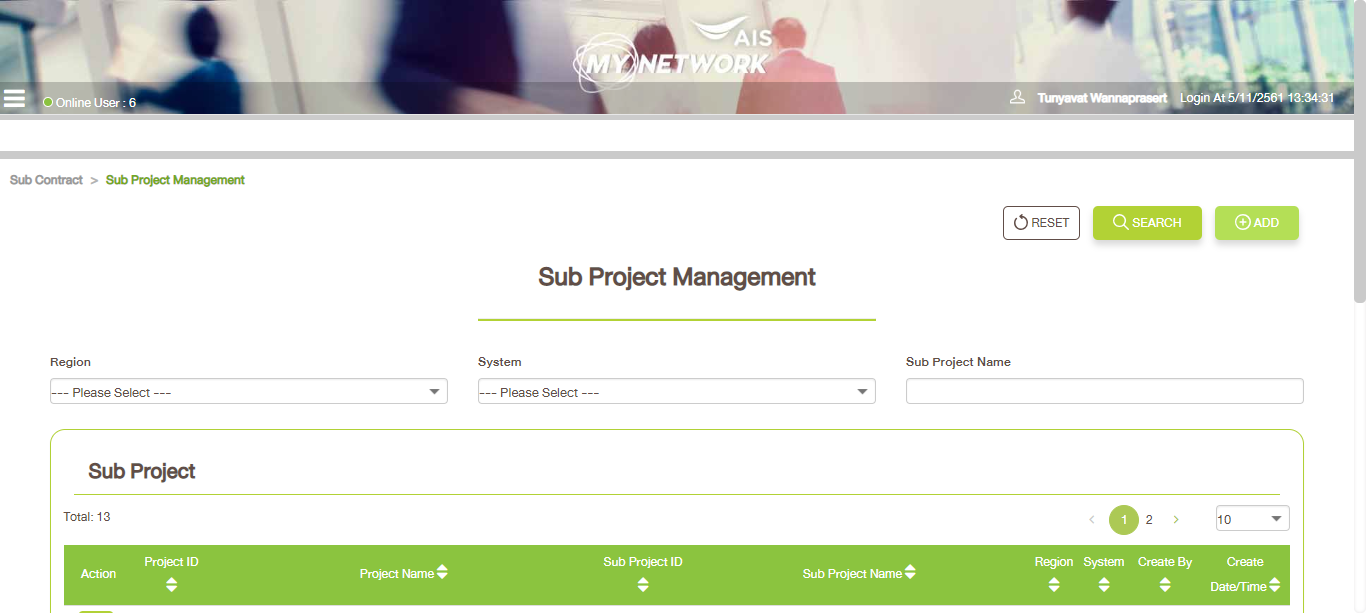 AIS
MY NETWORK
Online User : 6
Tunyavat Wannaprasert Login At 5/11/2561 13:34:31
Sub Contract > Sub Project Management
RESET SEARCH ADD
Sub Project Management
Region System Sub Project Name
--- Please Select --- --- Please Select ---
Sub Project
Total: 13 < 1 2 > 10
Action Project ID Project Name Sub Project ID Sub Project Name Region System Create By Create
Date/Time